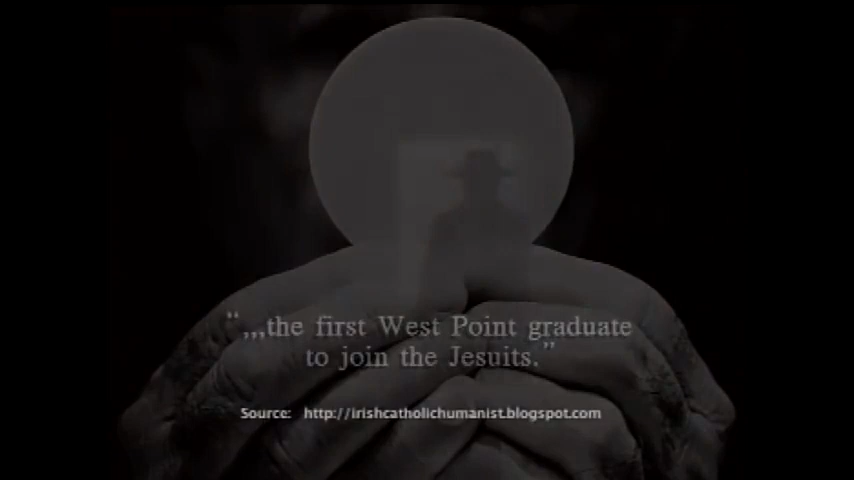 “,,,the first West Point graduate
to join the Jesuits.”
Source: http://irishcatholichumanist.blogspot.com